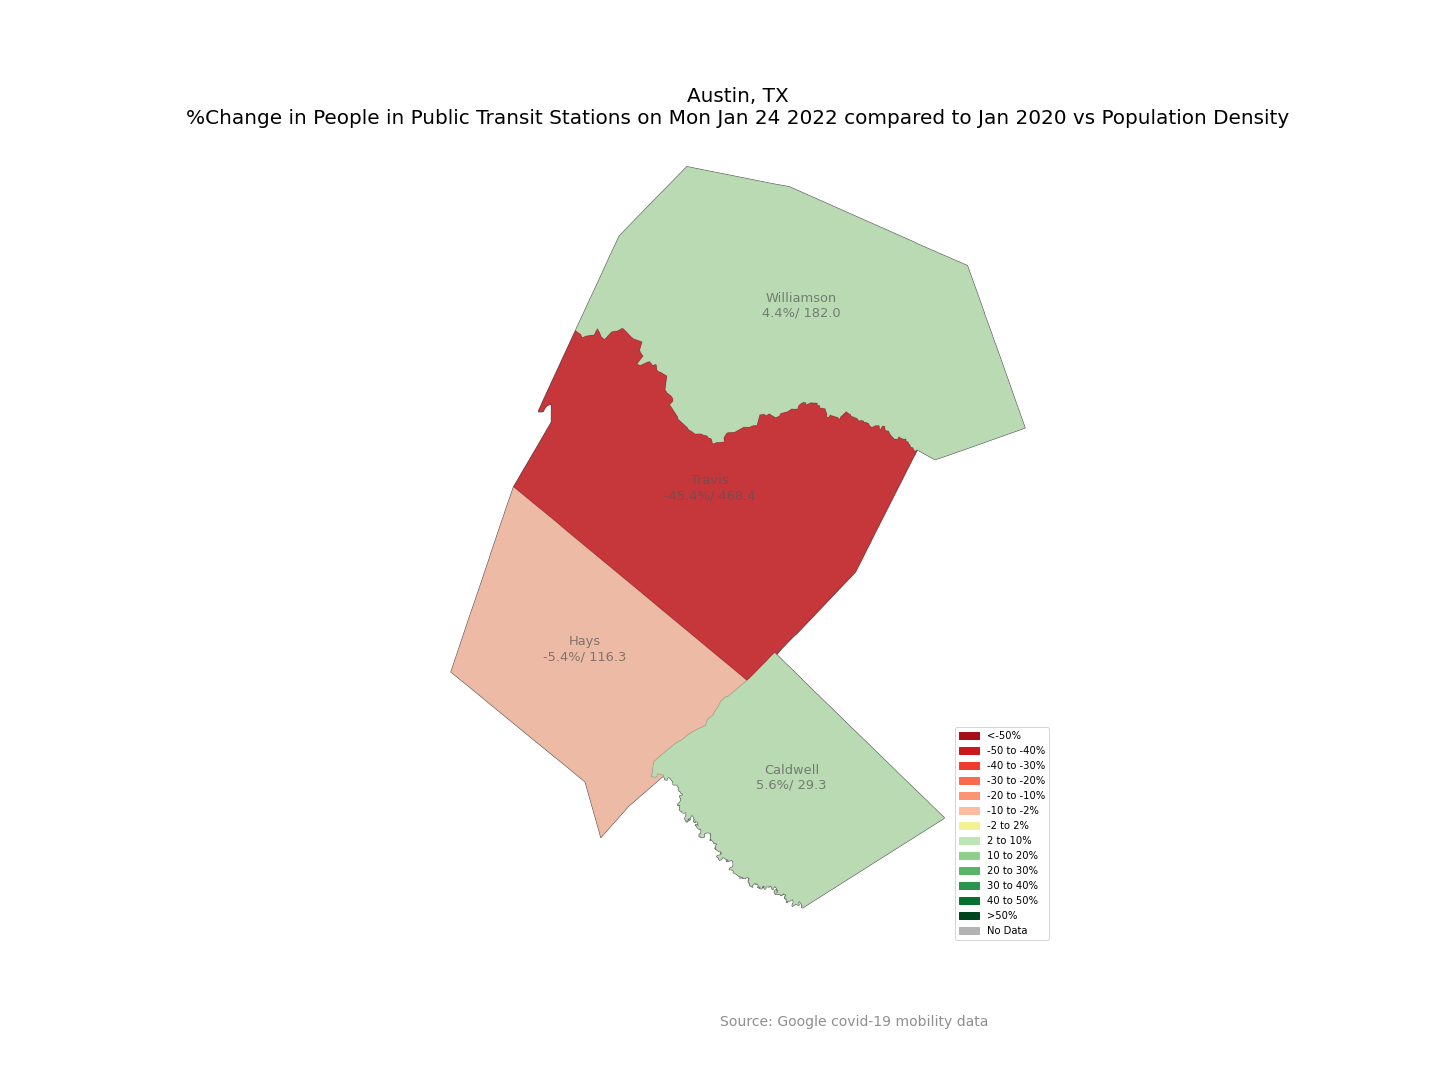 Austin, TX
%Change in People in Public Transit Stations on Mon Jan 24 2022 compared to Jan 2020 vs Population Density
Williamson
4.4%/ 182.0
Travis
-45.4%/ 468.4
Hays
-5.4%/ 116.3
Caldwell
5.6%/ 29.3
<-50%
-50 to -40%
-40 to -30%
-30 to -20%
-20 to -10%
-10 to -2%
-2 to 2%
2 to 10%
10 to 20%
20 to 30%
30 to 40%
40 to 50%
>50%
No Data
Source: Google covid-19 mobility data